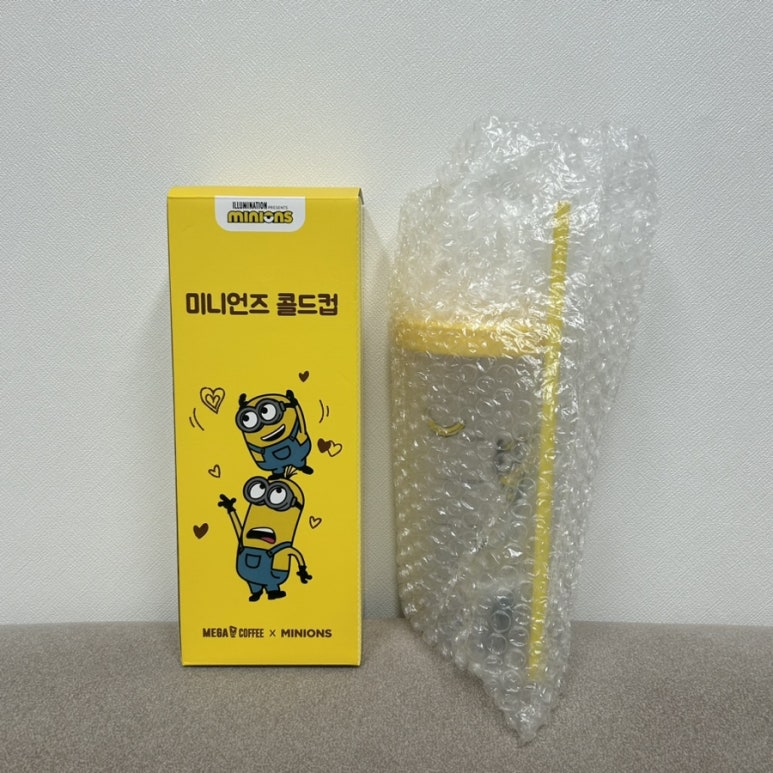 ILLUMINATION PRESENTS
minions
미니언즈 콜드컵
MEGA COFFEE × MINIONS